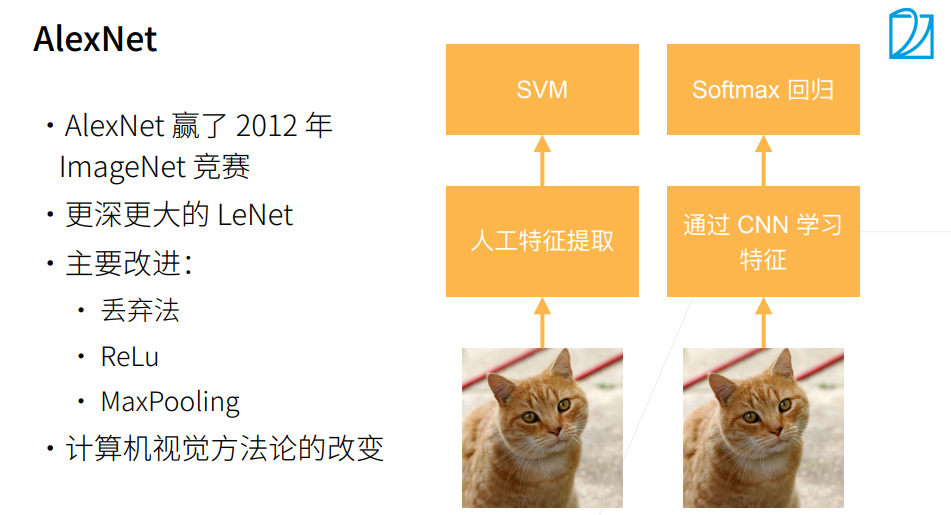 AlexNet
• AlexNet 赢了 2012 年
ImageNet 竞赛
• 更深更大的 LeNet
• 主要改进：
• 丢弃法
• ReLu
• MaxPooling
• 计算机视觉方法论的改变
SVM
人工特征提取
Softmax 回归
通过 CNN 学习
特征